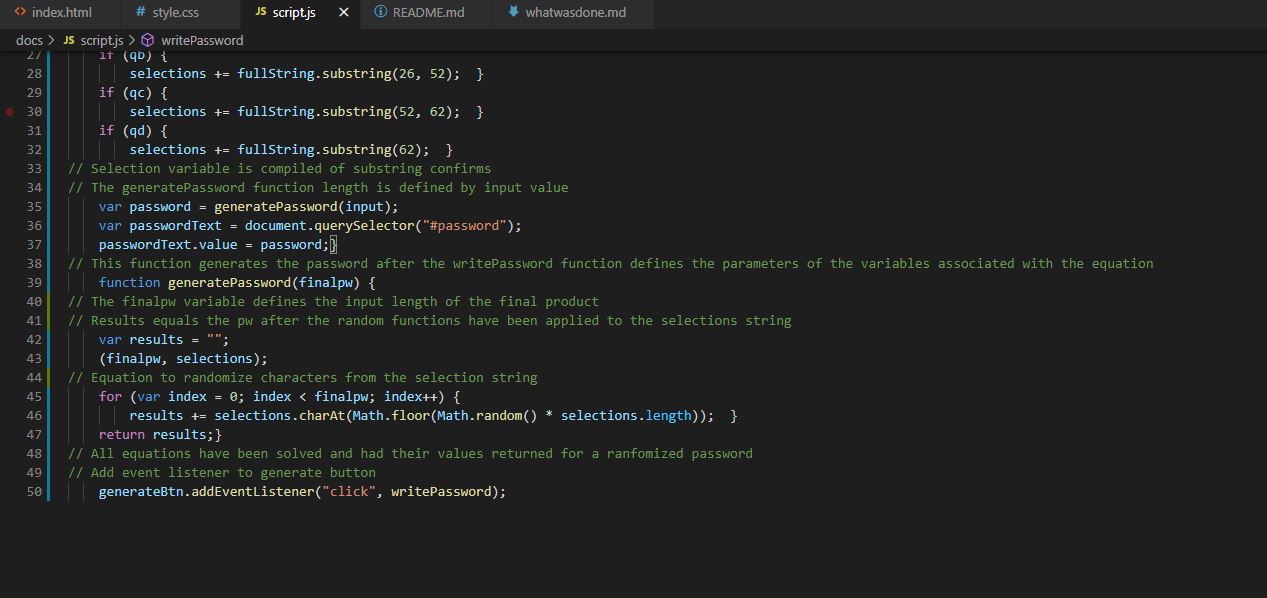 index.html
# style.css
JS script.js ×
README.md
whatwasdone.md
docs > JS script.js > writePassword
27 if (qb) {
28 selections += fullString.substring(26, 52);  }
29 if (qc) {
30 selections += fullString.substring(52, 62);  }
31 if (qd) {
32 selections += fullString.substring(62);  }
33 // Selection variable is compiled of substring confirms
34 // The generatePassword function length is defined by input value
35 var password = generatePassword(input);
36 var passwordText = document.querySelector("#password");
37 passwordText.value = password;}
38 // This function generates the password after the writePassword function defines the parameters of the variables associated with the equation
39 function generatePassword(finalpw) {
40 // The finalpw variable defines the input length of the final product
41 // Results equals the pw after the random functions have been applied to the selections string
42 var results = "";
43 (finalpw, selections);
44 // Equation to randomize characters from the selection string
45 for (var index = 0; index < finalpw; index++) {
46 results += selections.charAt(Math.floor(Math.random() * selections.length));  }
47 return results;}
48 // All equations have been solved and had their values returned for a ranfomized password
49 // Add event listener to generate button
50 generateBtn.addEventListener("click", writePassword);